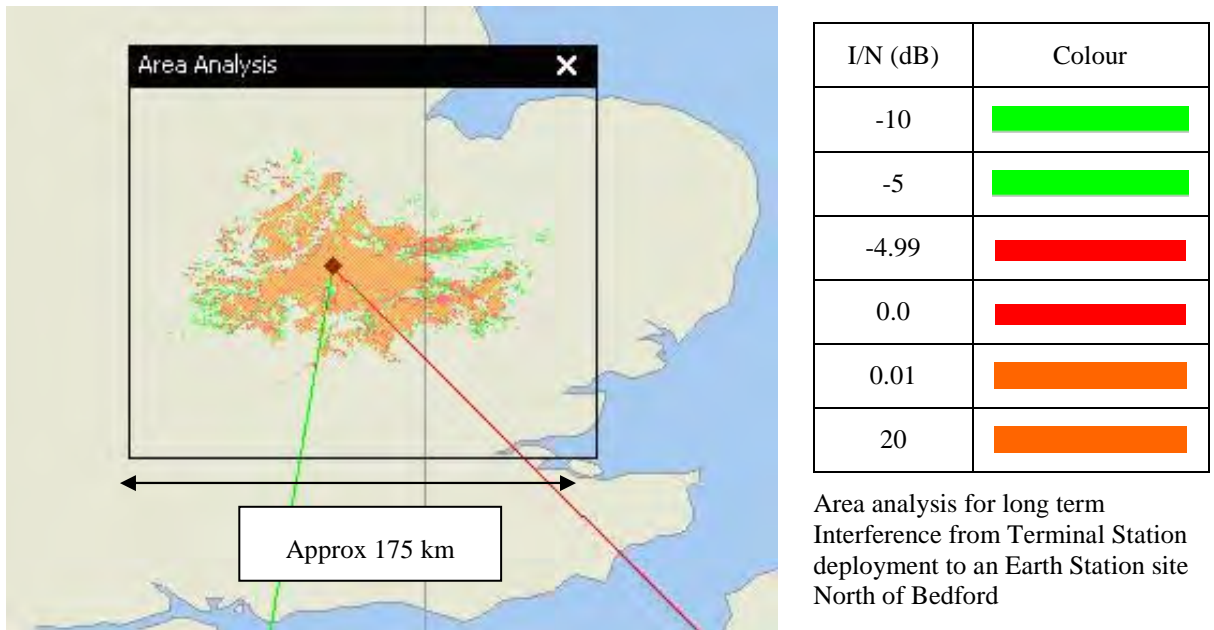 Area Analysis
Approx 175 km
I/N (dB) Colour
-10
-5
-4.99
0.0
0.01
20
Area analysis for long term
Interference from Terminal Station
deployment to an Earth Station site
North of Bedford